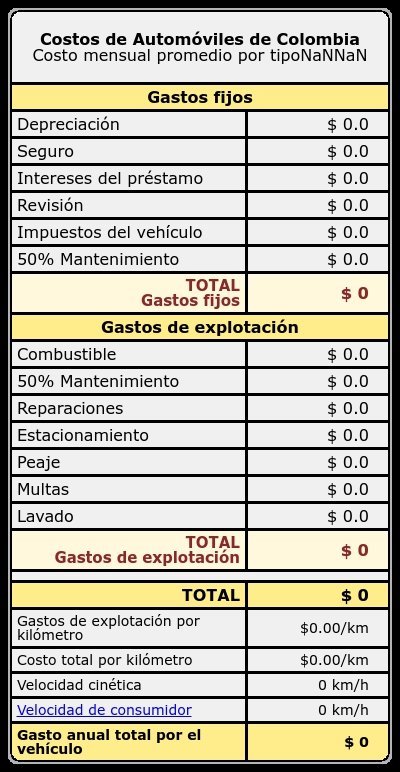 Costos de Automóviles de Colombia
Costo mensual promedio por tipoNaNNaN
Gastos fijos
Depreciación $ 0.0
Seguro $ 0.0
Intereses del préstamo $ 0.0
Revisión $ 0.0
Impuestos del vehículo $ 0.0
50% Mantenimiento $ 0.0
TOTAL
Gastos fijos $ 0
Gastos de explotación
Combustible $ 0.0
50% Mantenimiento $ 0.0
Reparaciones $ 0.0
Estacionamiento $ 0.0
Peaje $ 0.0
Multas $ 0.0
Lavado $ 0.0
TOTAL
Gastos de explotación $ 0
TOTAL $ 0
Gastos de explotación por
kilómetro $0.00/km
Costo total por kilómetro $0.00/km
Velocidad cinética 0 km/h
Velocidad de consumidor 0 km/h
Gasto anual total por el
vehículo $ 0